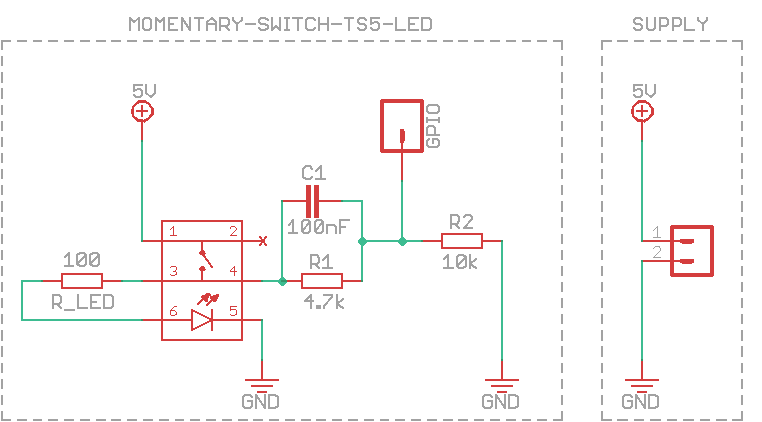 MOMENTARY-SWITCH-TS5-LED
SUPPLY
5V
GPIO
5V
C1
100nF
1
2
R2
10k
1
2
100
R_LED
3
4
R1
4.7k
6
5
GND
GND
GND